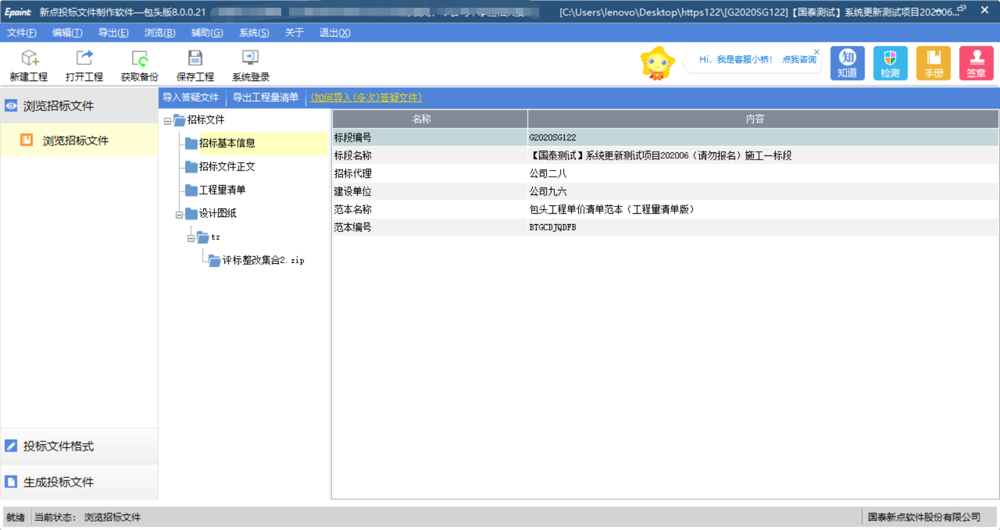 Epoint 新点投标文件制作软件—包头版8.0.0.21 [C:\Users\lenovo\Desktop\https122\[G2020SG122]【国泰测试】系统更新测试项目202006...
文件(F) 编辑(T) 导出(E) 浏览(B) 辅助(G) 系统(S) 关于 退出(X)
新建工程 打开工程 获取备份 保存工程 系统登录
Hi，我是客服小桥！ 点我咨询
知 知道 检测 手册 签章
浏览招标文件
浏览招标文件
投标文件格式
生成投标文件
导入答疑文件 导出工程量清单 (如何导入(多次)答疑文件)
招标文件
招标基本信息
招标文件正文
工程量清单
设计图纸
tz
评标整改集合2.zip
名称 内容
标段编号 G2020SG122
标段名称 【国泰测试】系统更新测试项目202006（请勿报名）施工一标段
招标代理 公司二八
建设单位 公司九六
范本名称 包头工程单价清单范本（工程量清单版）
范本编号 BTGCDJQDFB
就绪 当前状态： 浏览招标文件 国泰新点软件股份有限公司